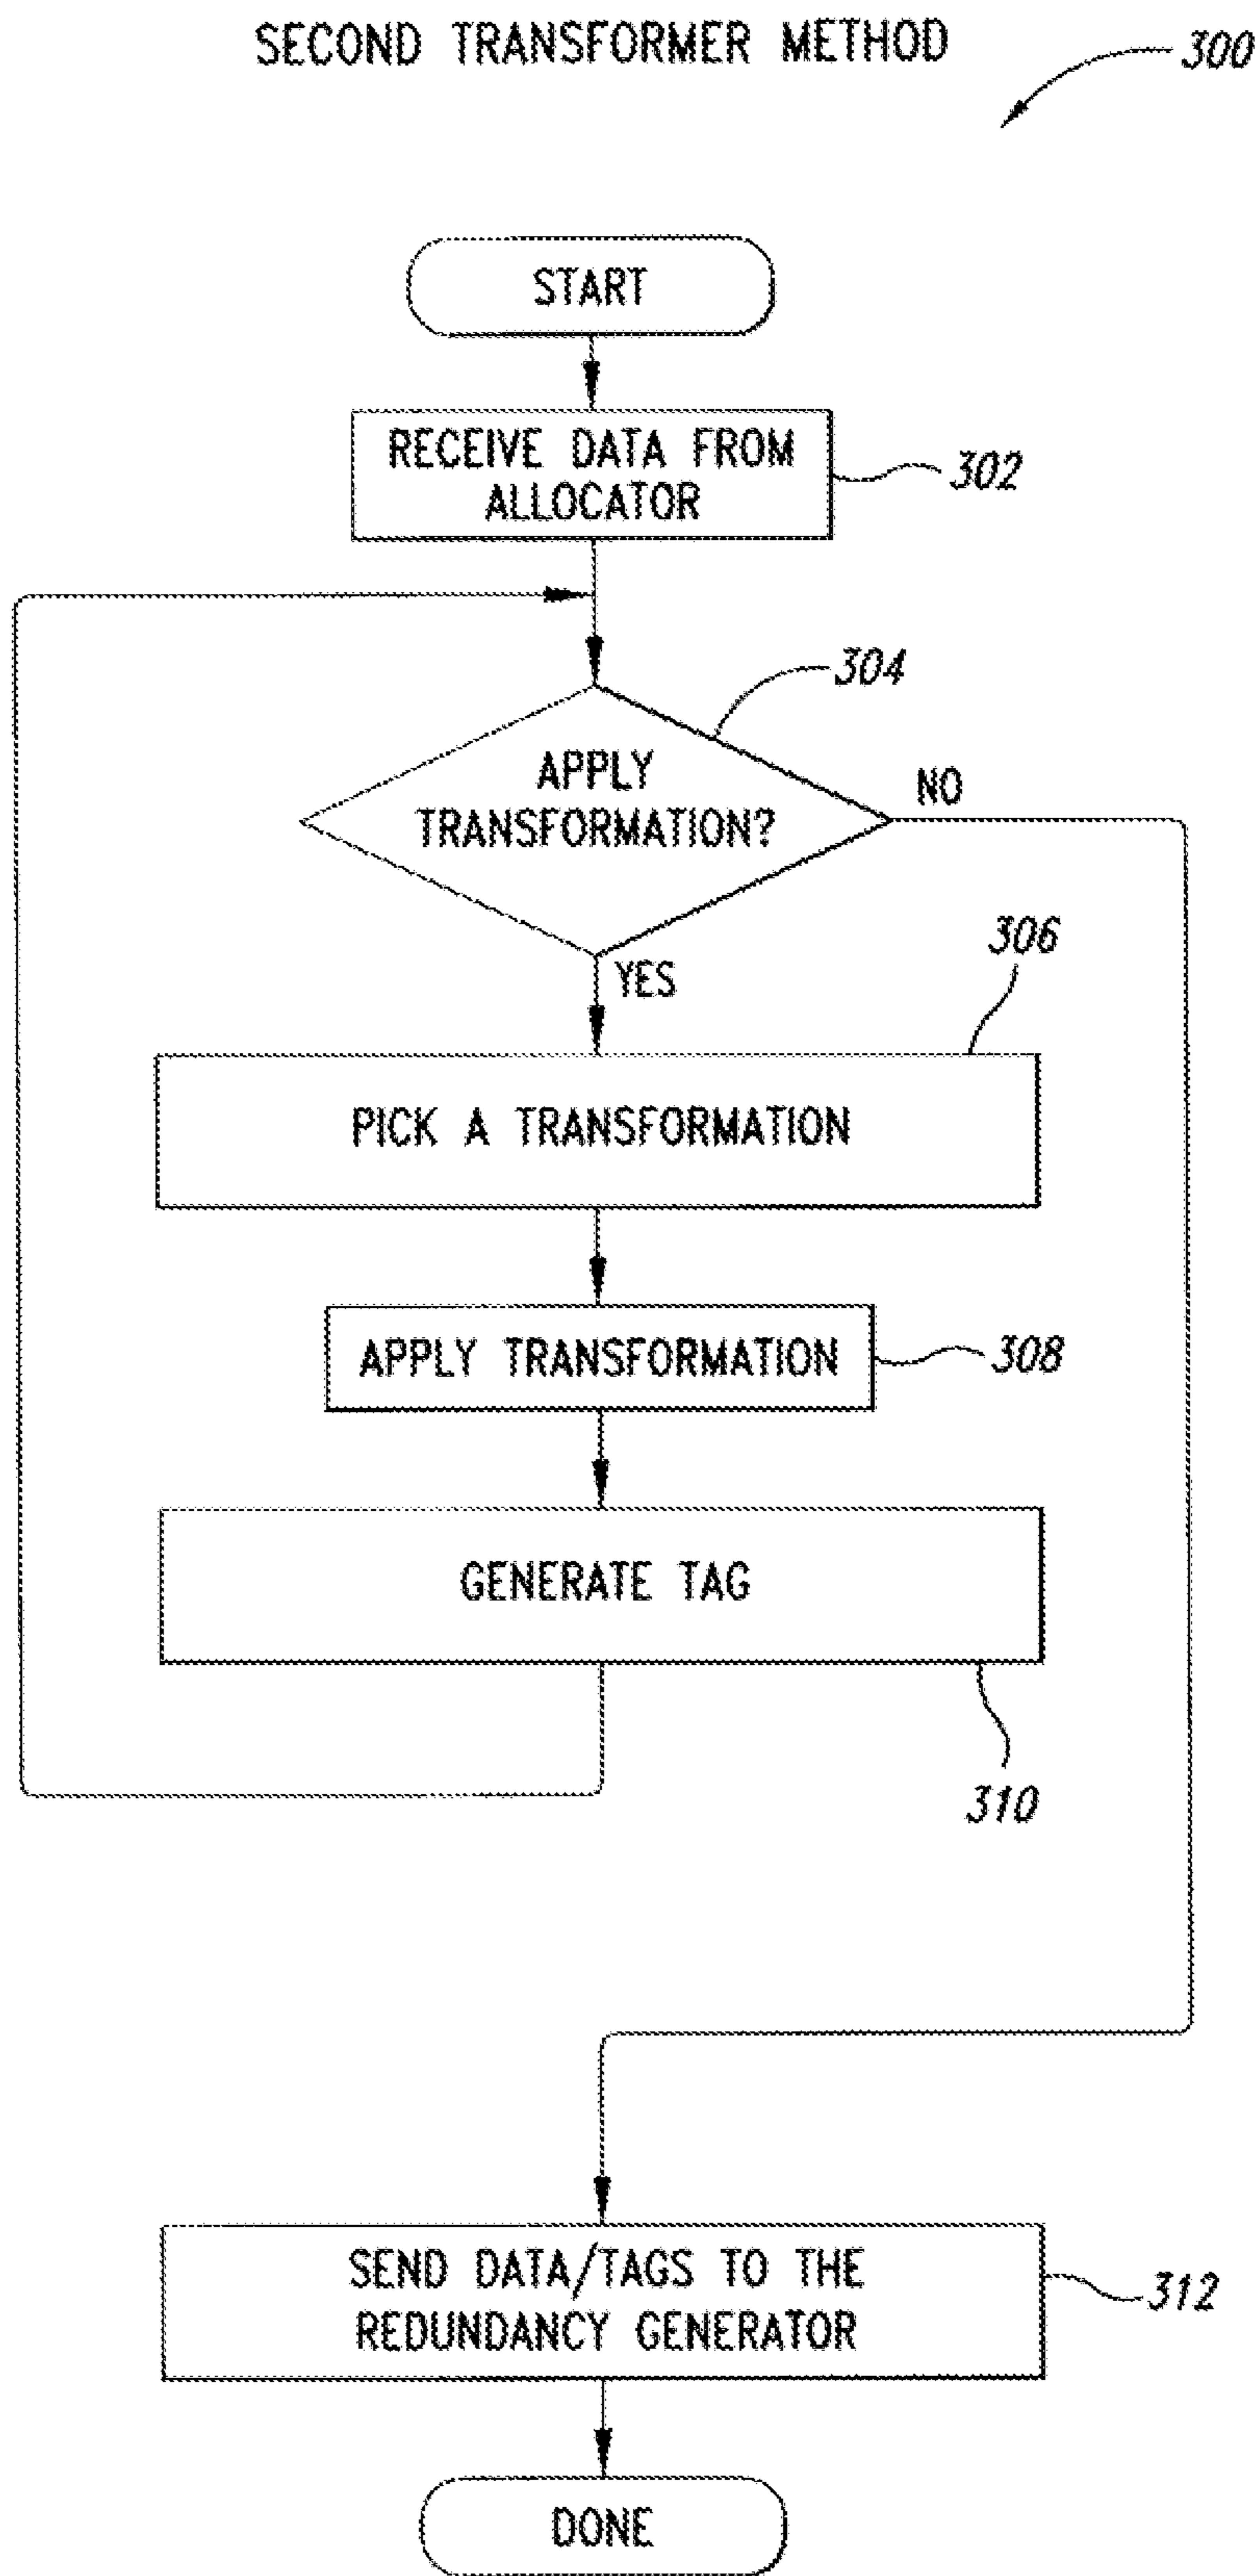 SECOND TRANSFORMER METHOD
300
START
RECEIVE DATA FROM
ALLOCATOR
302
304
APPLY
TRANSFORMATION?
NO
YES
306
PICK A TRANSFORMATION
APPLY TRANSFORMATION
308
GENERATE TAG
310
SEND DATA/TAGS TO THE
REDUNDANCY GENERATOR
312
DONE